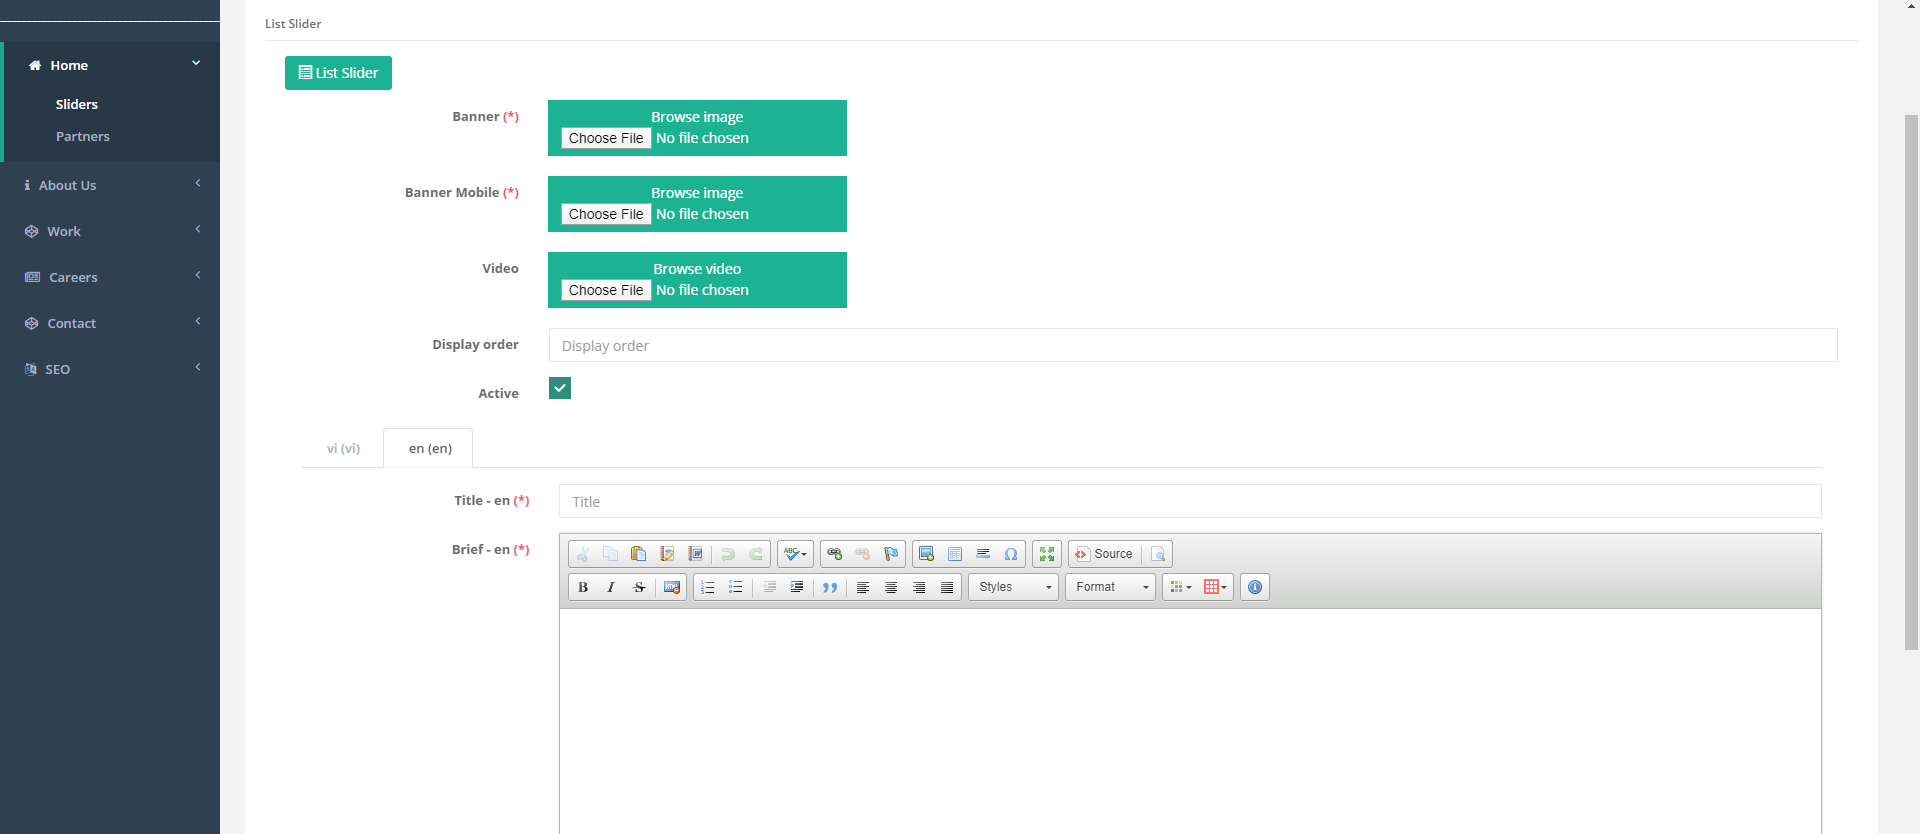 Home
Sliders
Partners
About Us
Work
Careers
Contact
SEO
List Slider
List Slider
Banner (*)
Browse image
Choose File No file chosen
Banner Mobile (*)
Browse image
Choose File No file chosen
Video
Browse video
Choose File No file chosen
Display order
Display order
Active
vi (vi)
en (en)
Title - en (*)
Title
Brief - en (*)
ABC
Ω
Source
B I S
Styles
Format